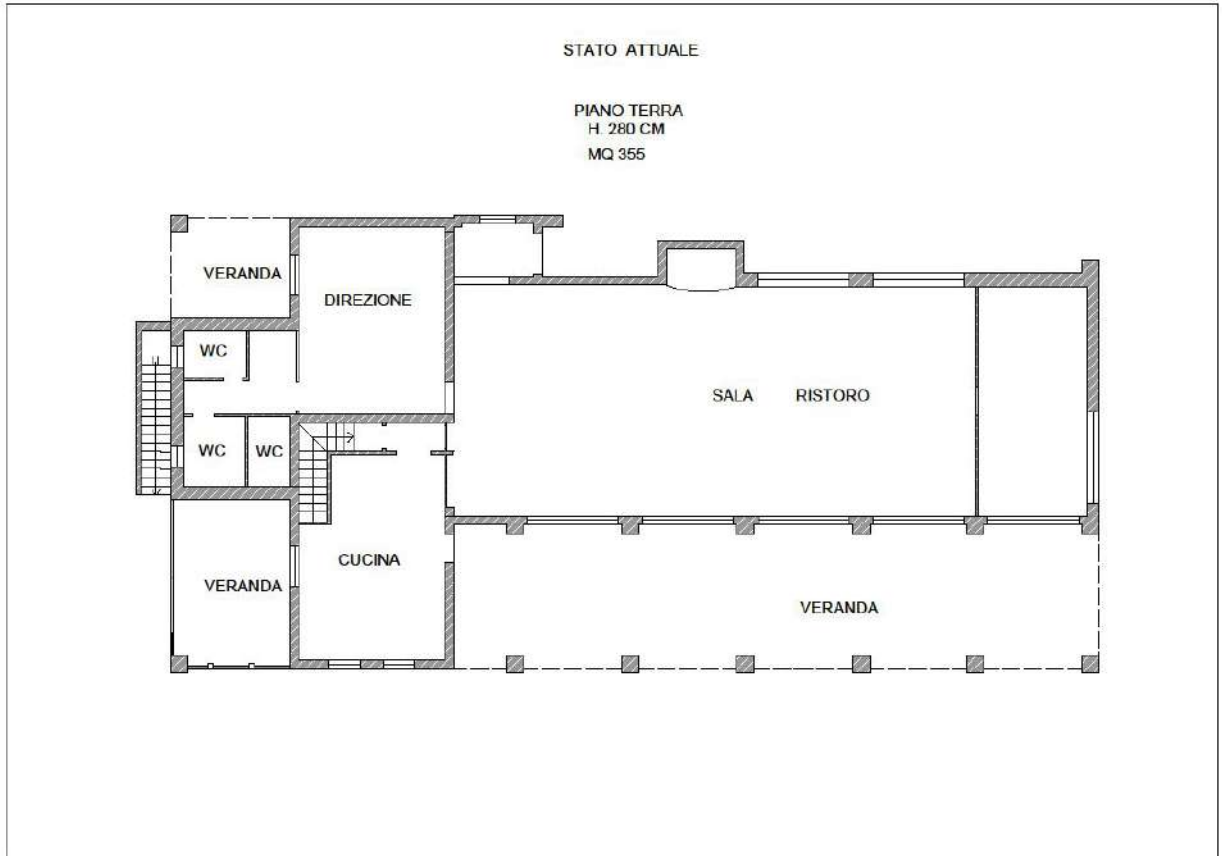 STATO ATTUALE
PIANO TERRA
H. 280 CM
MQ 355
VERANDA
DIREZIONE
WC
SALA RISTORO
WC
WC
CUCINA
VERANDA
VERANDA